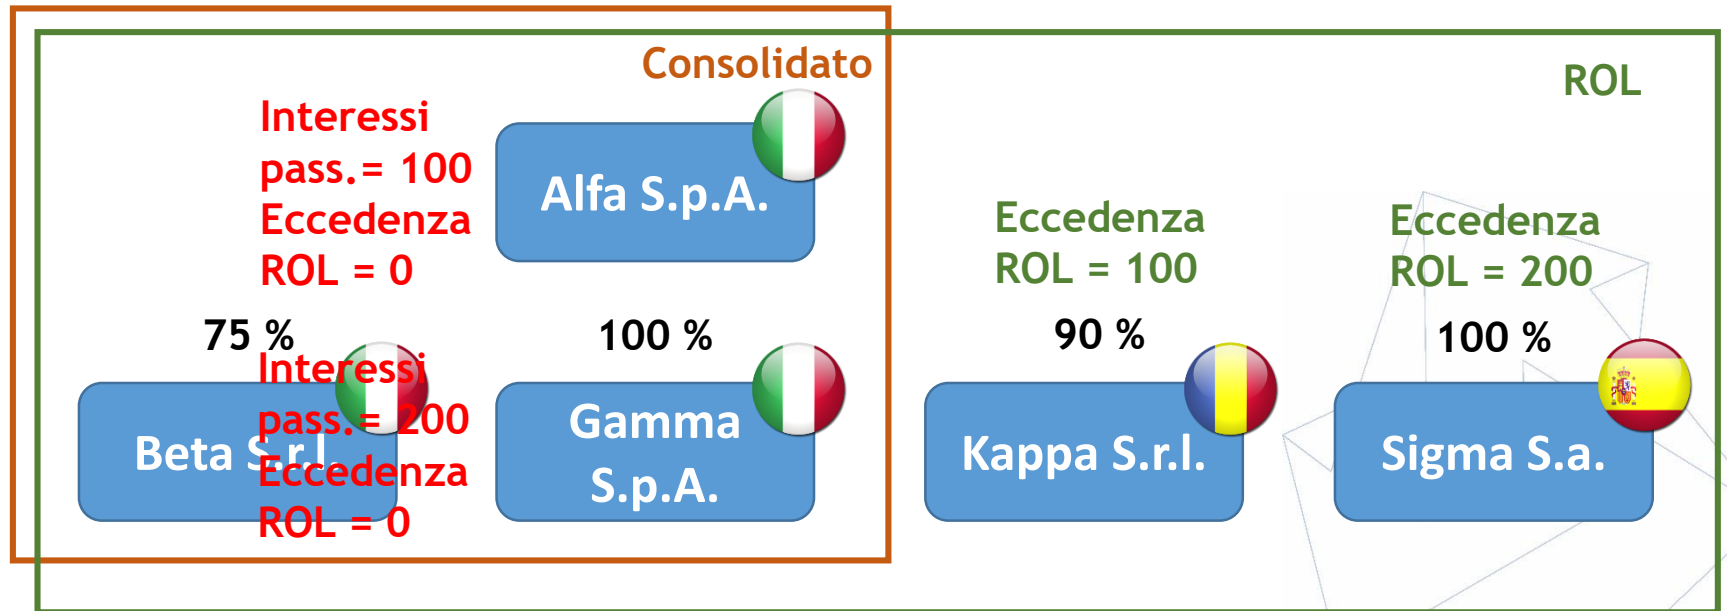 Consolidato
ROL
Interessi
pass.= 100
Eccedenza
ROL = 0
Alfa S.p.A.
Eccedenza
ROL = 100
Eccedenza
ROL = 200
75 %
100 %
90 %
100 %
Interessi
pass.= 200
Eccedenza
ROL = 0
Beta S.r.l.
Gamma
S.p.A.
Kappa S.r.l.
Sigma S.a.